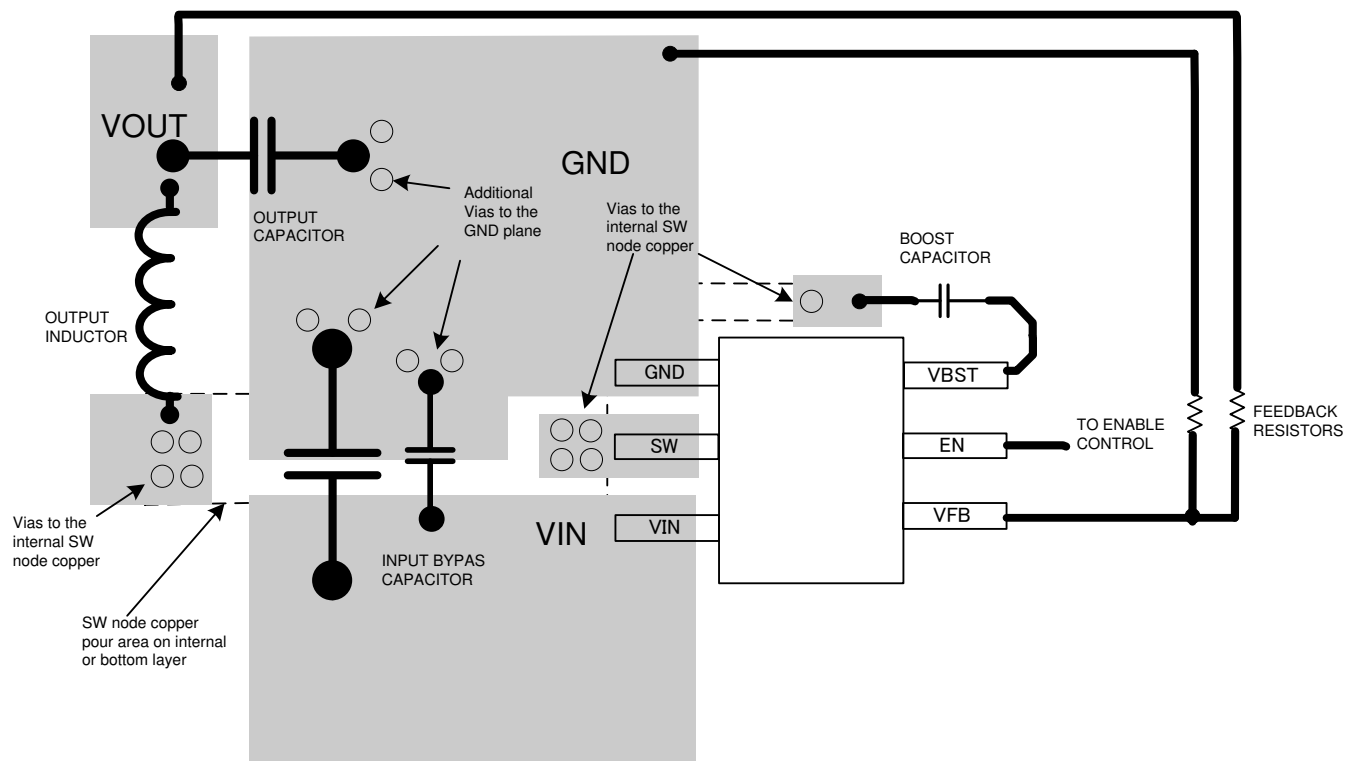 VOUT
GND
OUTPUT
CAPACITOR
Additional
Vias to the
GND plane
Vias to the
internal SW
node copper
BOOST
CAPACITOR
OUTPUT
INDUCTOR
GND
VBST
SW
EN
TO ENABLE
CONTROL
FEEDBACK
RESISTORS
VIN
VIN
VFB
Vias to the
internal SW
node copper
INPUT BYPAS
CAPACITOR
SW node copper
pour area on internal
or bottom layer